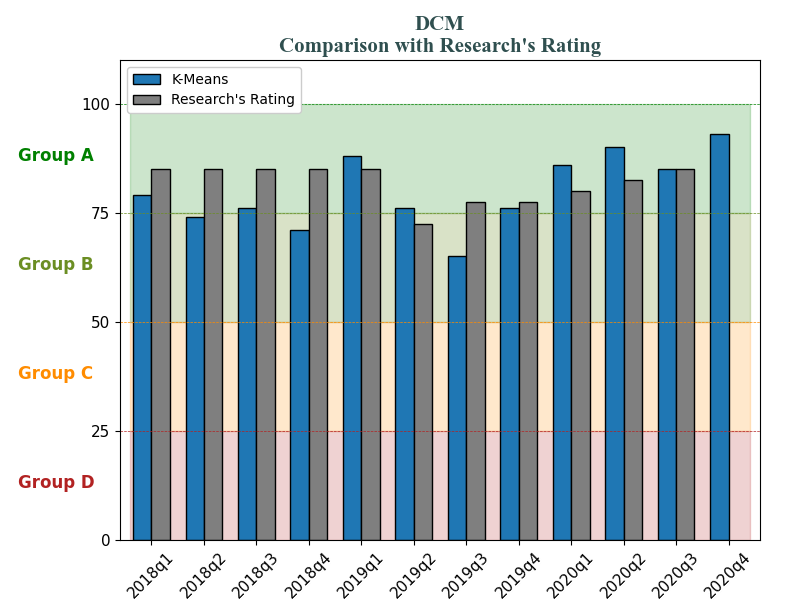 DCM
Comparison with Research's Rating
K-Means
Research's Rating
100
Group A
75
Group B
50
Group C
25
Group D
0
2018q1
2018q2
2018q3
2018q4
2019q1
2019q2
2019q3
2019q4
2020q1
2020q2
2020q3
2020q4